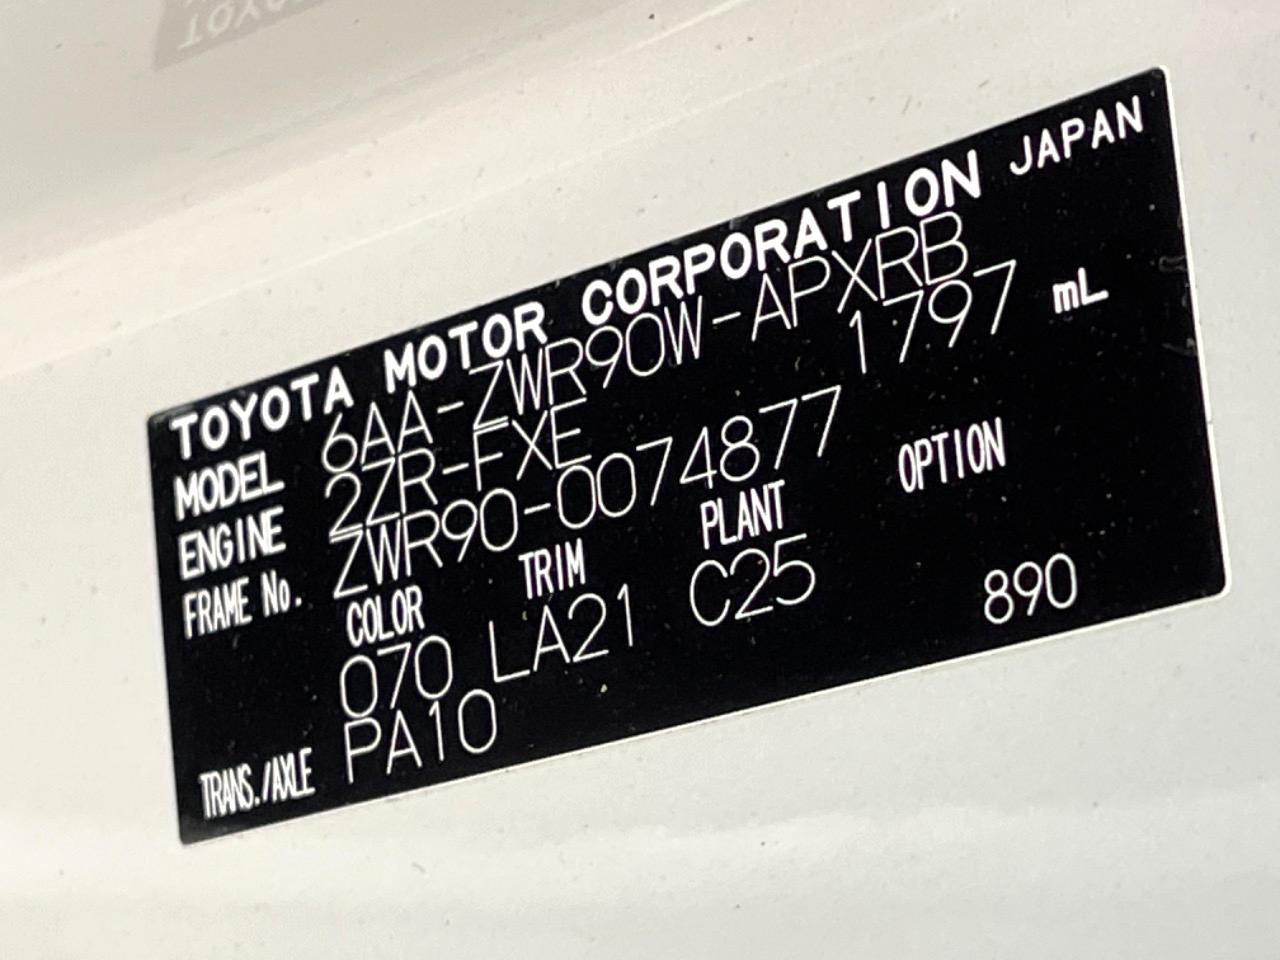 TOYOTA MOTOR CORPORATION JAPAN
MODEL 6AA-ZWR90W-APXRB
ENGINE 2ZR-FXE 1797 mL
FRAME No. ZWR90-0074877
COLOR TRIM PLANT OPTION
070 LA21 C25 890
TRANS./AXLE PA10